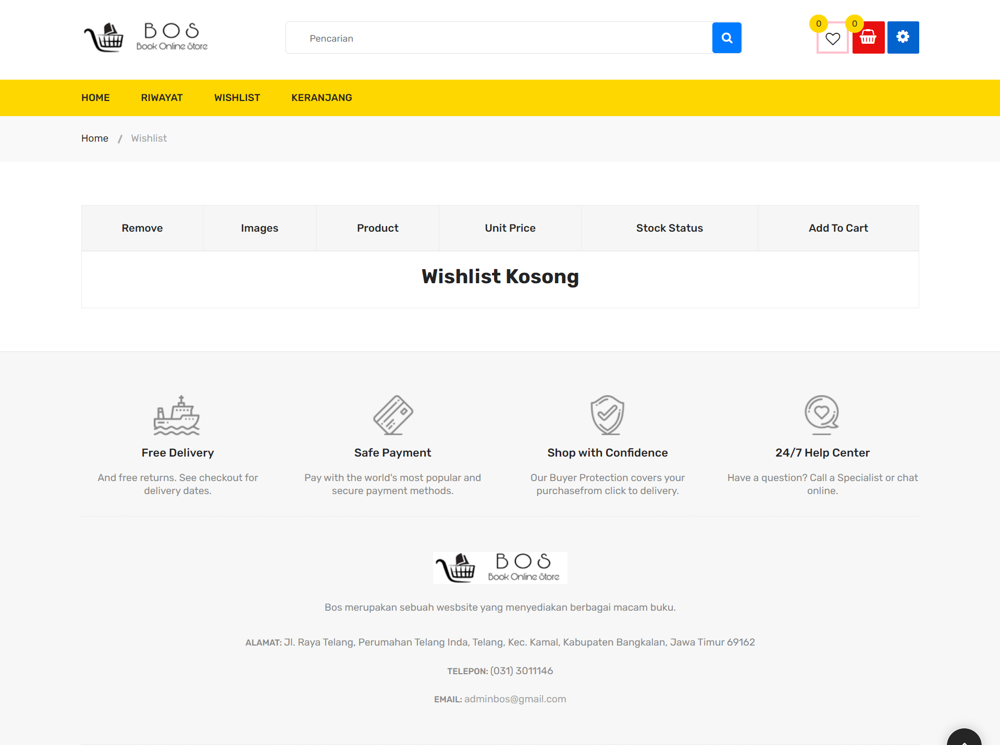 BOS
Book Online Store
Pencarian
0
0
HOME RIWAYAT WISHLIST KERANJANG
Home / Wishlist
Remove Images Product Unit Price Stock Status Add To Cart
Wishlist Kosong
Free Delivery
And free returns. See checkout for
delivery dates.
Safe Payment
Pay with the world's most popular and
secure payment methods.
Shop with Confidence
Our Buyer Protection covers your
purchasefrom click to delivery.
24/7 Help Center
Have a question? Call a Specialist or chat
online.
BOS
Book Online Store
Bos merupakan sebuah wesbsite yang menyediakan berbagai macam buku.
ALAMAT: Jl. Raya Telang, Perumahan Telang Inda, Telang, Kec. Kamal, Kabupaten Bangkalan, Jawa Timur 69162
TELEPON: (031) 3011146
EMAIL: adminbos@gmail.com